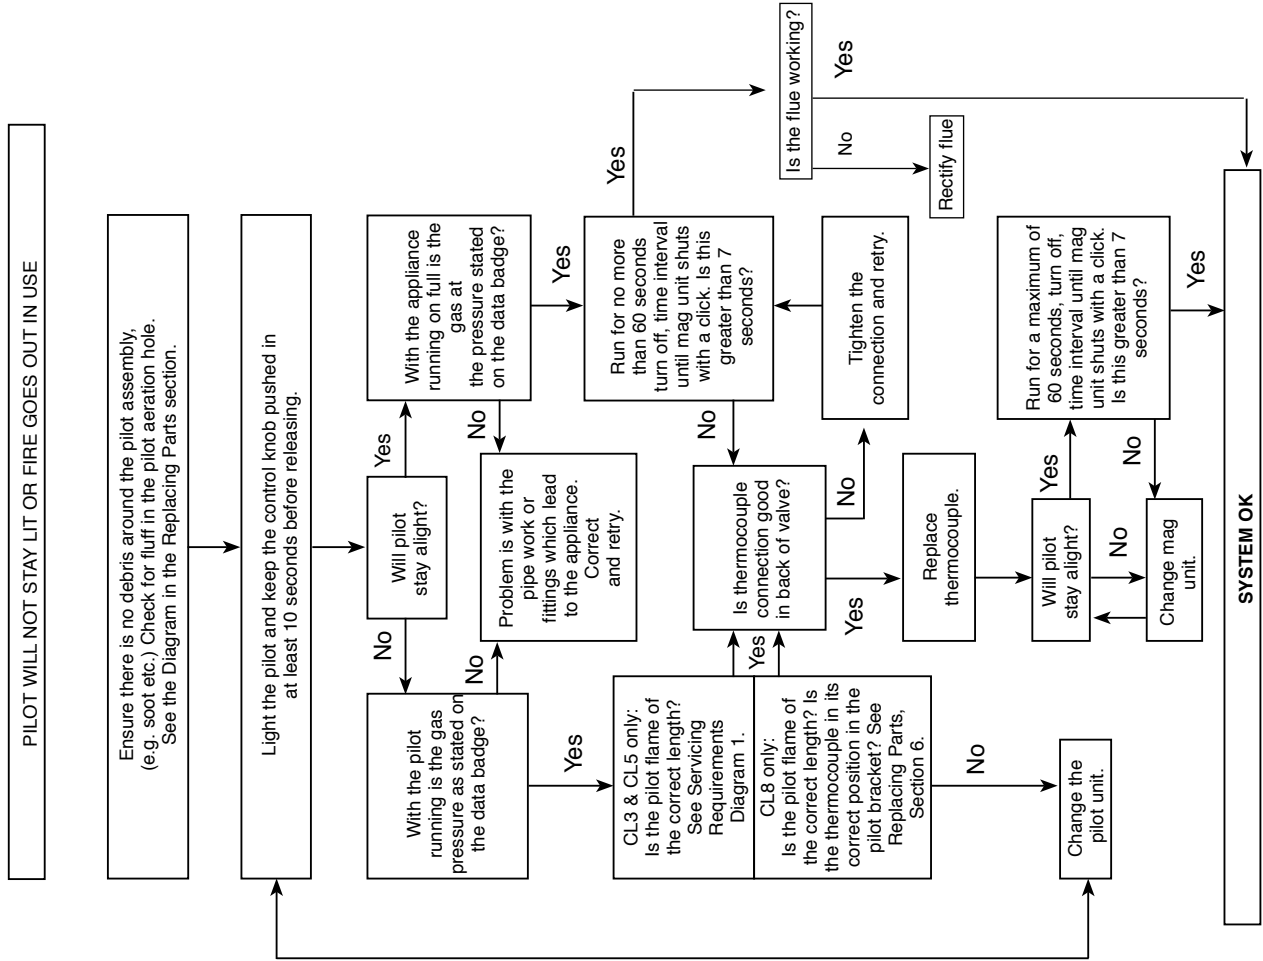 PILOT WILL NOT STAY LIT OR FIRE GOES OUT IN USE
Ensure there is no debris around the pilot assembly,
(e.g. soot etc.) Check for fluff in the pilot aeration hole.
See the Diagram in the Replacing Parts section.
Light the pilot and keep the control knob pushed in
at least 10 seconds before releasing.
Will pilot
stay alight?
No
Yes
With the pilot
running is the gas
pressure as stated on
the data badge?
No
Yes
Problem is with the
pipe work or
fittings which lead
to the appliance.
Correct
and retry.
With the appliance
running on full is the
gas at
the pressure stated
on the data badge?
No
Yes
CL3 & CL5 only:
Is the pilot flame of
the correct length?
See Servicing
Requirements
Diagram 1.
CL8 only:
Is the pilot flame of
the correct length? Is
the thermocouple in its
correct position in the
pilot bracket? See
Replacing Parts,
Section 6.
Yes
No
Change the
pilot unit.
Run for no more
than 60 seconds
turn off, time interval
until mag unit shuts
with a click. Is this
greater than 7
seconds?
No
Yes
Is thermocouple
connection good
in back of valve?
No
Yes
Tighten the
connection and retry.
Replace
thermocouple.
Will pilot
stay alight?
Yes
No
Change mag
unit.
Run for a maximum of
60 seconds, turn off,
time interval until mag
unit shuts with a click.
Is this greater than 7
seconds?
No
Yes
Is the flue working?
No
Yes
Rectify flue
SYSTEM OK